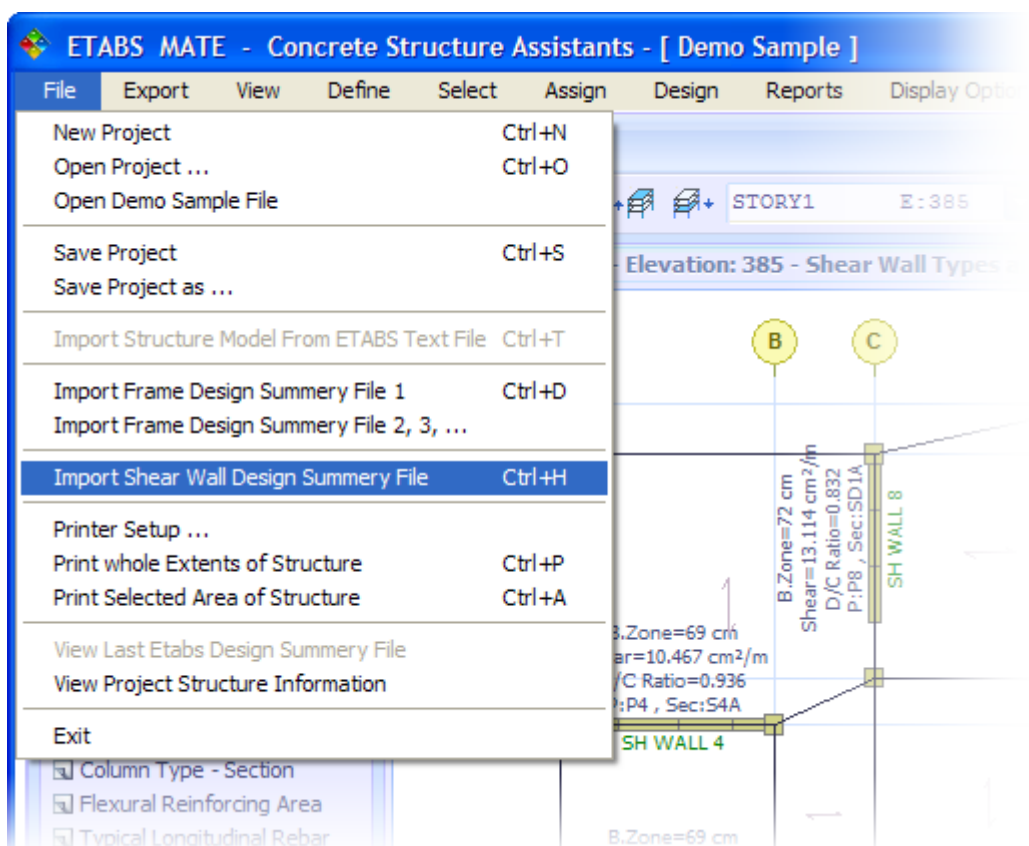 ETABS MATE - Concrete Structure Assistants - [ Demo Sample ]
File Export View Define Select Assign Design Reports Display
New Project Ctrl+N
Open Project ... Ctrl+O
Open Demo Sample File
STORY1 E:385
Save Project Ctrl+S
- Elevation: 385 - Shear Wall Types
Save Project as ...
Import Structure Model From ETABS Text File Ctrl+T
B C
Import Frame Design Summery File 1 Ctrl+D
Import Frame Design Summery File 2, 3, ...
Import Shear Wall Design Summery File Ctrl+H
B.Zone=72 cm
Shear=13.114 cm²/m
D/C Ratio=0.832
P:P8 , Sec:SD1A
SH WALL 8
Printer Setup ...
Print whole Extents of Structure Ctrl+P
Print Selected Area of Structure Ctrl+A
View Last Etabs Design Summery File
View Project Structure Information
Exit
B.Zone=69 cm
ar=10.467 cm²/m
/C Ratio=0.936
P:P4 , Sec:S4A
SH WALL 4
Column Type - Section
Flexural Reinforcing Area
Typical Longitudinal Rebar
B.Zone=69 cm